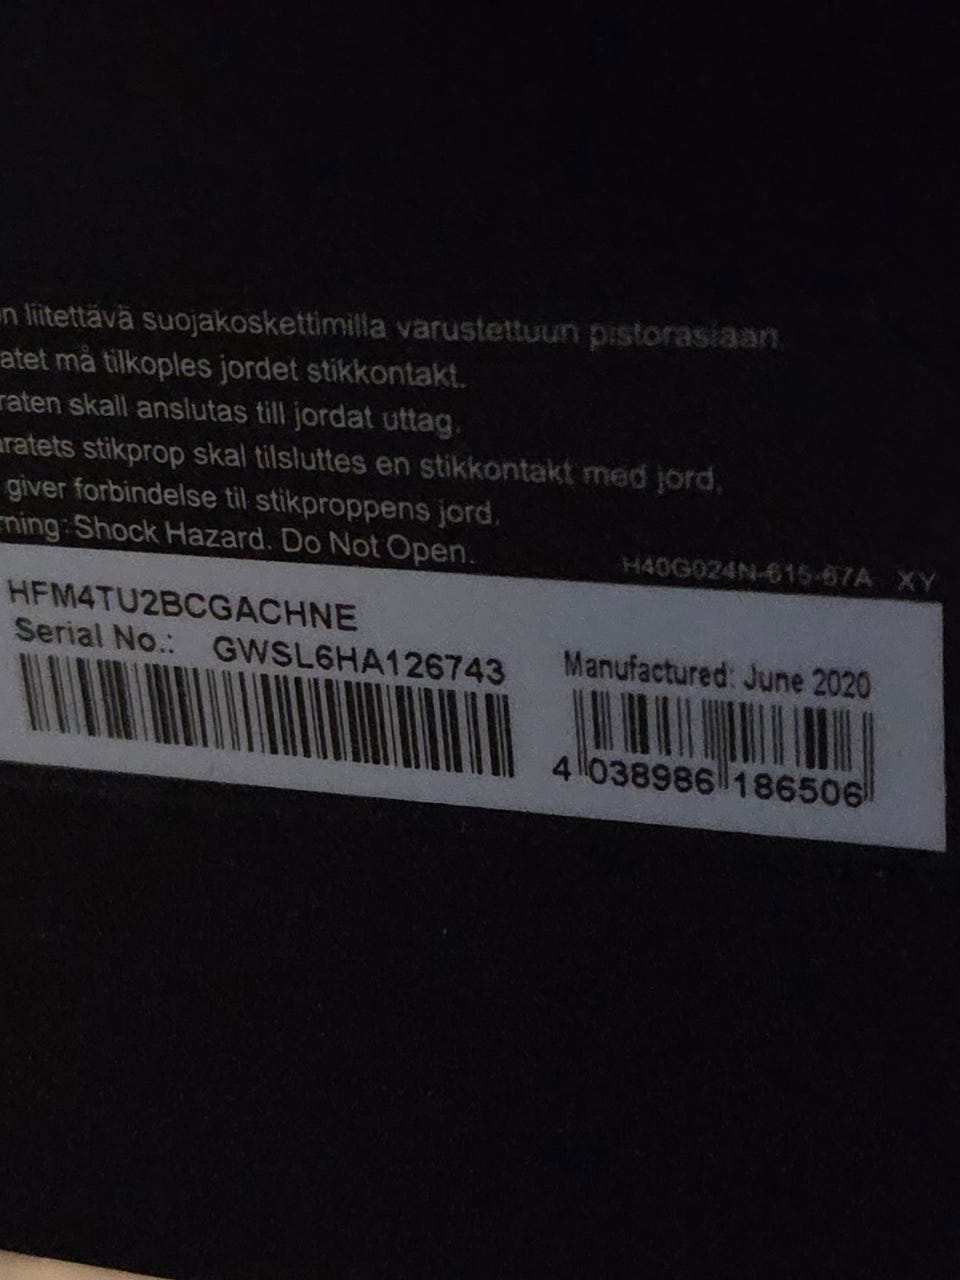 n liitettävä suojakoskettimilla varustettuun pistorasiaan.
atet må tilkoples jordet stikkontakt.
raten skall anslutas till jordat uttag.
ratets stikprop skal tilsluttes en stikkontakt med jord,
giver forbindelse til stikproppens jord.
rning: Shock Hazard. Do Not Open.
H40G024N-615-67A XY
HFM4TU2BCGACHNE
Serial No.: GWSL6HA126743
Manufactured: June 2020
4 038986 186506